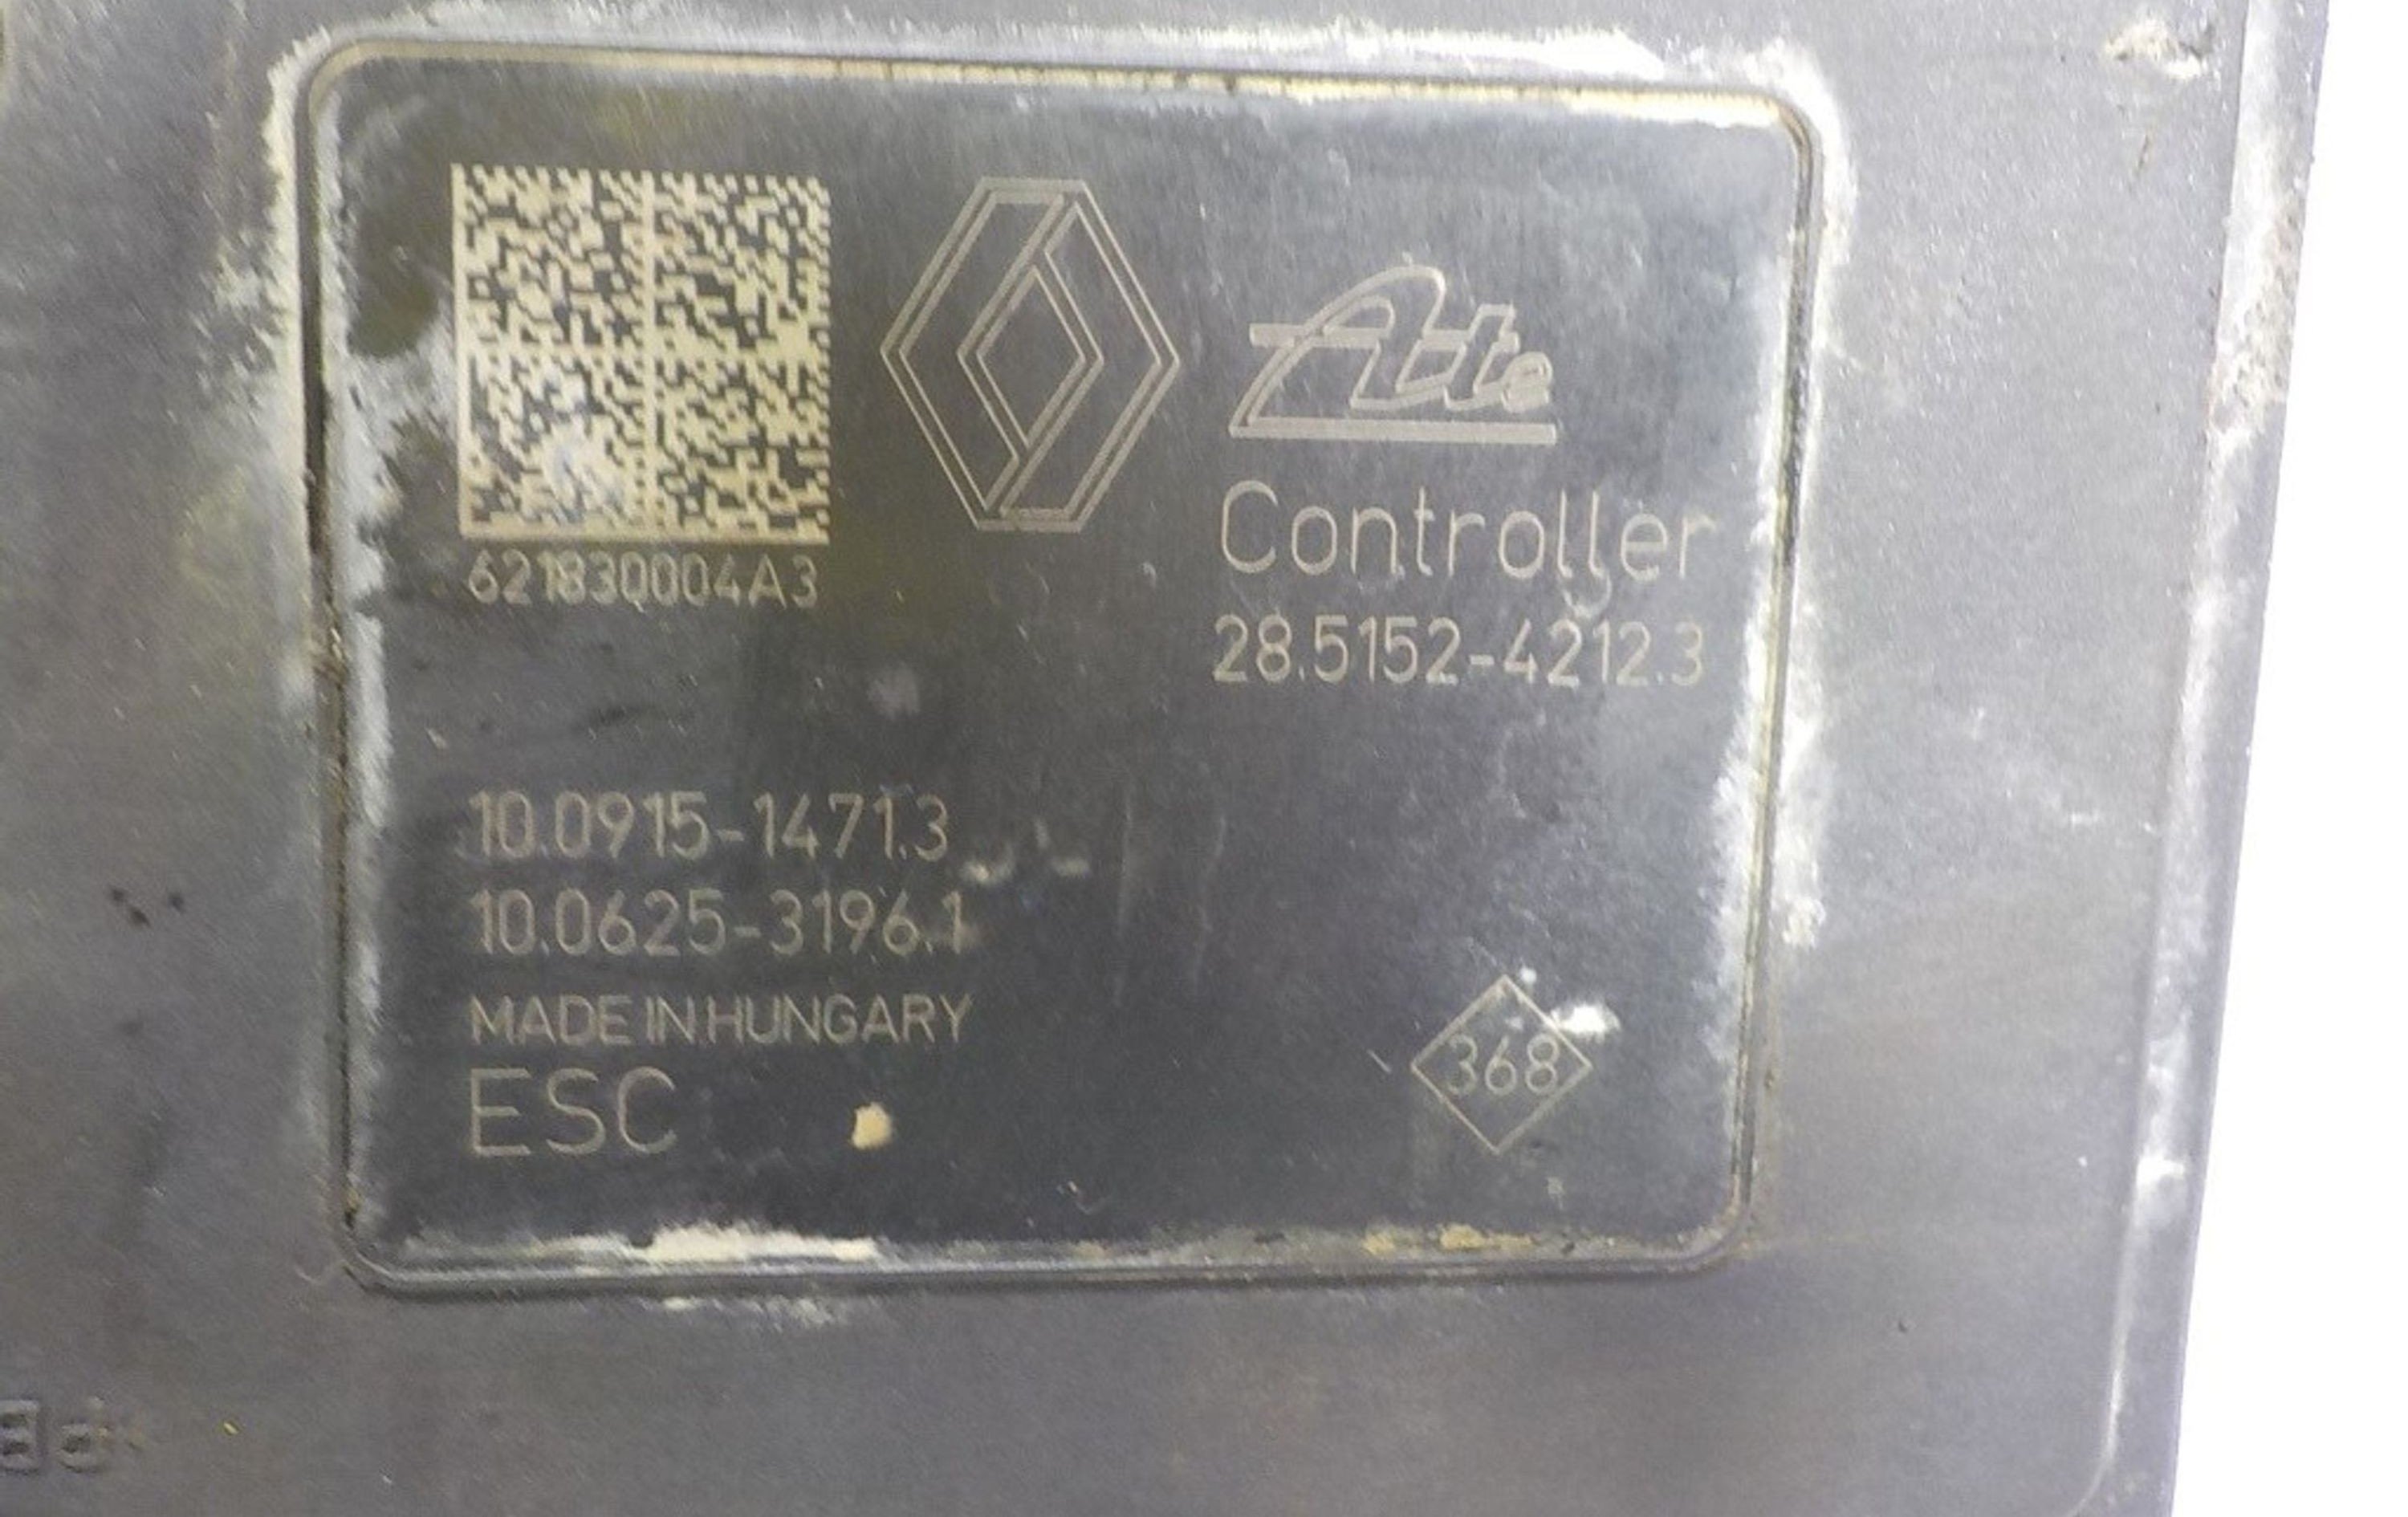 Ate
621830004A3
Controller
28.5152-4212.3
10.0915-1471.3
10.0625-3196.1
MADE IN HUNGARY
ESC
368